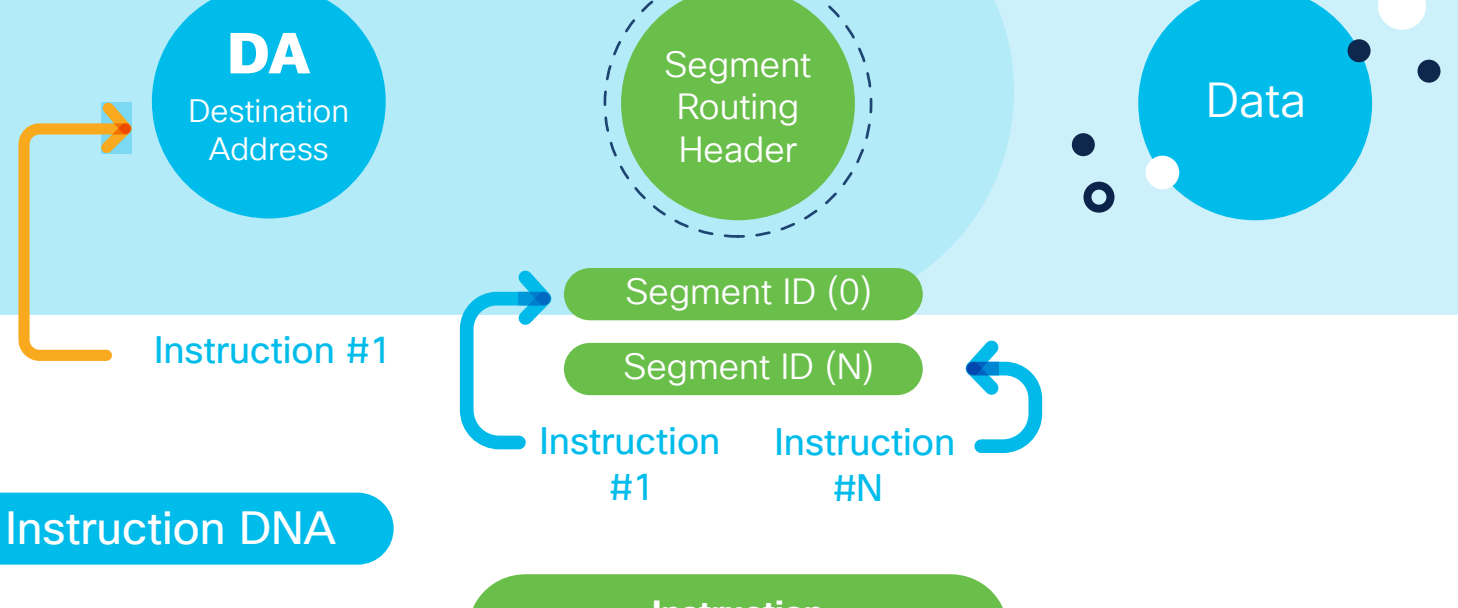 DA
Destination
Address
Segment
Routing
Header
Data
Segment ID (0)
Segment ID (N)
Instruction #1
Instruction
#1
Instruction
#N
Instruction DNA
Instruction